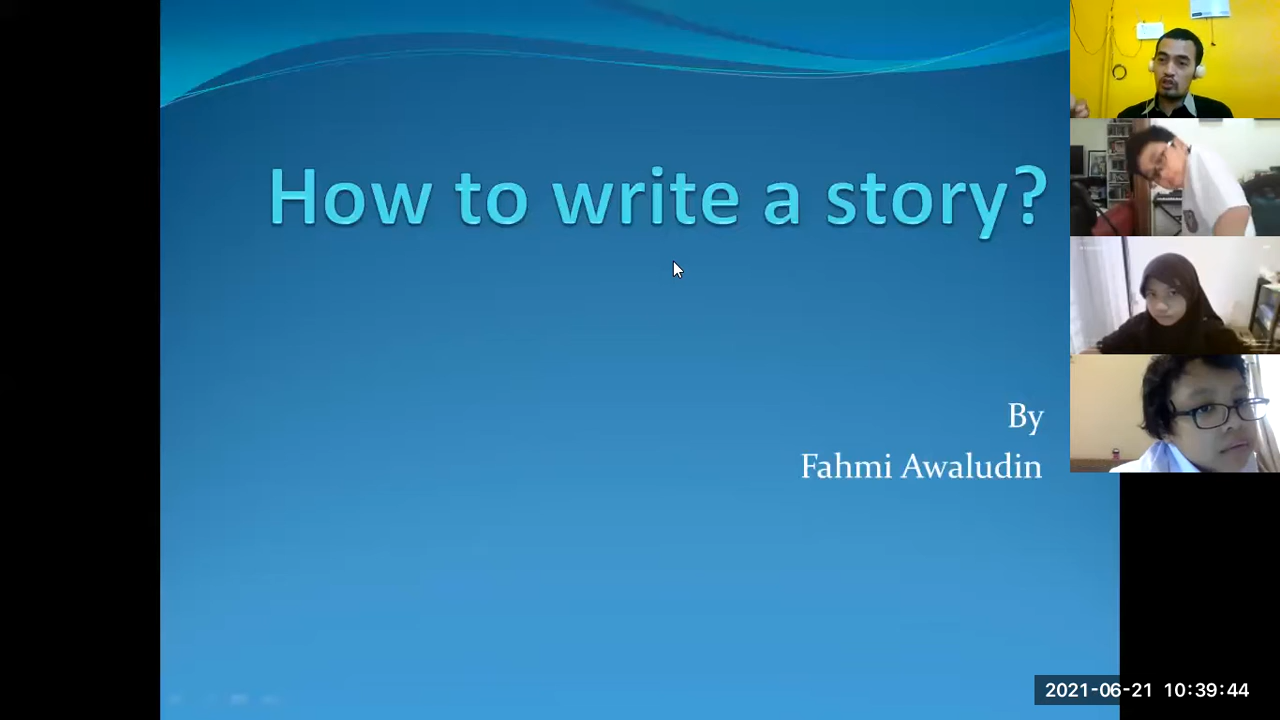 How to write a story?
By
Fahmi Awaludin
2021-06-21 10:39:44